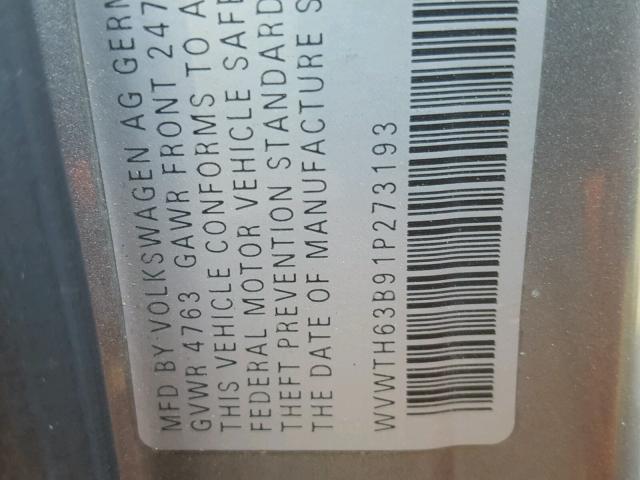 MFD BY VOLKSWAGEN AG GERM
GVWR 4763 GAWR FRONT 247
THIS VEHICLE CONFORMS TO A
FEDERAL MOTOR VEHICLE SAFE
THEFT PREVENTION STANDARD
THE DATE OF MANUFACTURE S
WVWTH63B91P273193